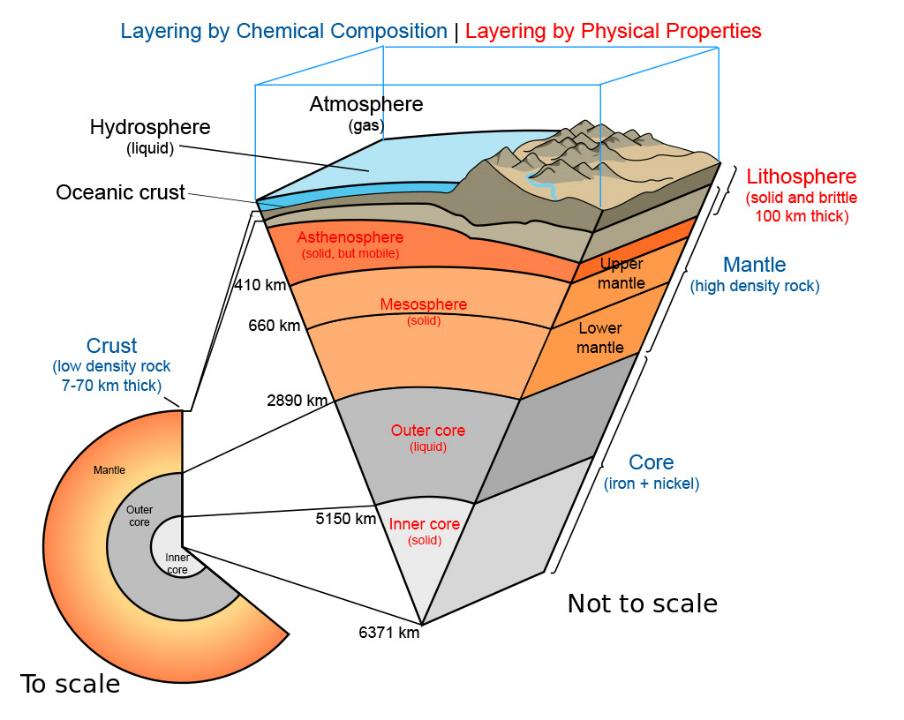 Layering by Chemical Composition | Layering by Physical Properties
Atmosphere
(gas)
Hydrosphere
(liquid)
Oceanic crust
Lithosphere
(solid and brittle
100 km thick)
Asthenosphere
(solid, but mobile)
Upper
mantle
Mantle
(high density rock)
410 km
Mesosphere
(solid)
660 km
Lower
mantle
Crust
(low density rock
7-70 km thick)
2890 km
Outer core
(liquid)
Core
(iron + nickel)
Mantle
Outer
core
Inner
core
5150 km
Inner core
(solid)
Not to scale
6371 km
To scale